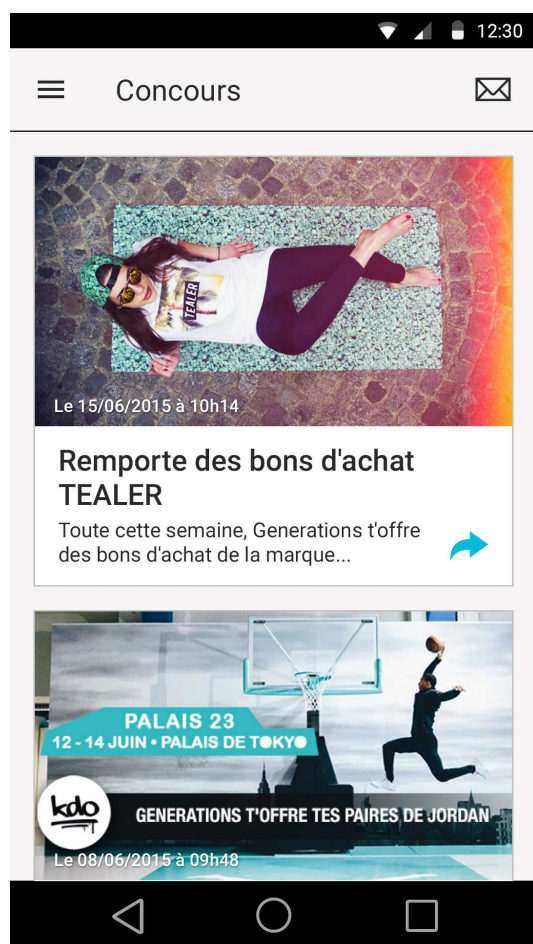 12:30
Concours
TEALER
Le 15/06/2015 à 10h14
Remporte des bons d'achat
TEALER
Toute cette semaine, Generations t'offre
des bons d'achat de la marque...
PALAIS 23
12 - 14 JUIN • PALAIS DE TOKYO
kdo
GENERATIONS T'OFFRE TES PAIRES DE JORDAN
Le 08/06/2015 à 09h48